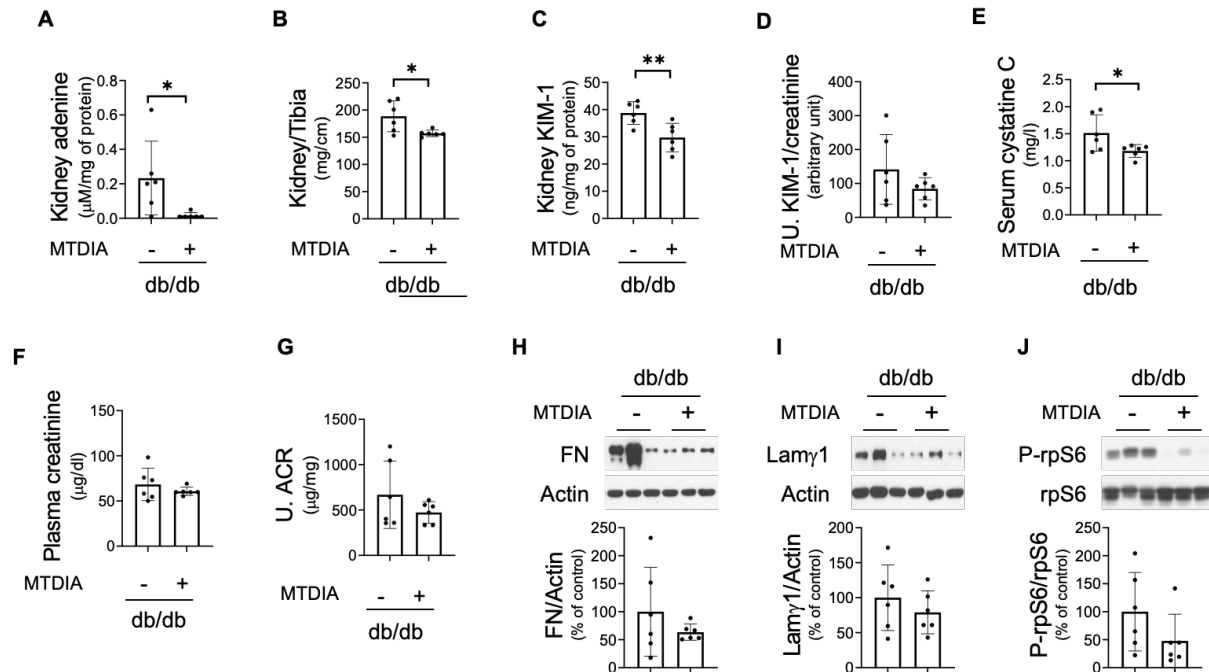 A
Kidney adenine
(μM/mg of protein)
0.8
0.6
0.4
0.2
0.0
*
MTDIA - +
db/db
B
Kidney/Tibia
(mg/cm)
250
200
150
100
50
0
*
MTDIA - +
db/db
C
Kidney KIM-1
(ng/mg of protein)
50
40
30
20
10
0
**
MTDIA - +
db/db
D
U. KIM-1/creatinine
(arbitrary unit)
400
300
200
100
0
MTDIA - +
db/db
E
Serum cystatine C
(mg/l)
2.5
2.0
1.5
1.0
0.5
0.0
*
MTDIA - +
db/db
F
Plasma creatinine
(μg/dl)
150
100
50
0
MTDIA - +
db/db
G
U. ACR
(μg/mg)
1500
1000
500
0
MTDIA - +
db/db
H
db/db
MTDIA - +
FN
Actin
FN/Actin
(% of control)
250
200
150
100
50
0
I
db/db
MTDIA - +
Lamγ1
Actin
Lamγ1/Actin
(% of control)
200
150
100
50
0
J
db/db
MTDIA - +
P-rpS6
rpS6
P-rpS6/rpS6
(% of control)
250
200
150
100
50
0